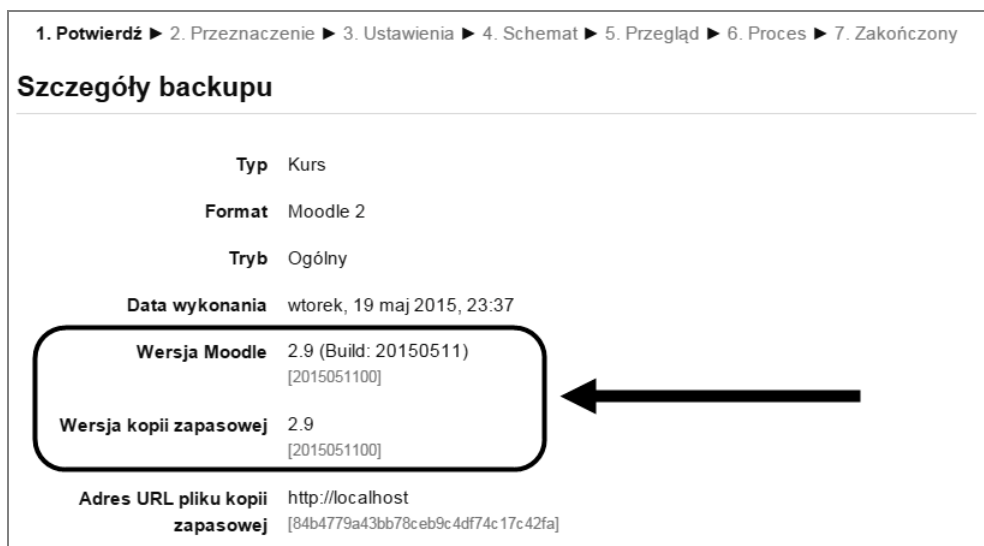 1. Potwierdź ► 2. Przeznaczenie ► 3. Ustawienia ► 4. Schemat ► 5. Przegląd ► 6. Proces ► 7. Zakończony
Szczegóły backupu
Typ Kurs
Format Moodle 2
Tryb Ogólny
Data wykonania wtorek, 19 maj 2015, 23:37
Wersja Moodle 2.9 (Build: 20150511)
[2015051100]
Wersja kopii zapasowej 2.9
[2015051100]
Adres URL pliku kopii http://localhost
zapasowej [84b4779a43bb78ceb9c4df74c17c42fa]